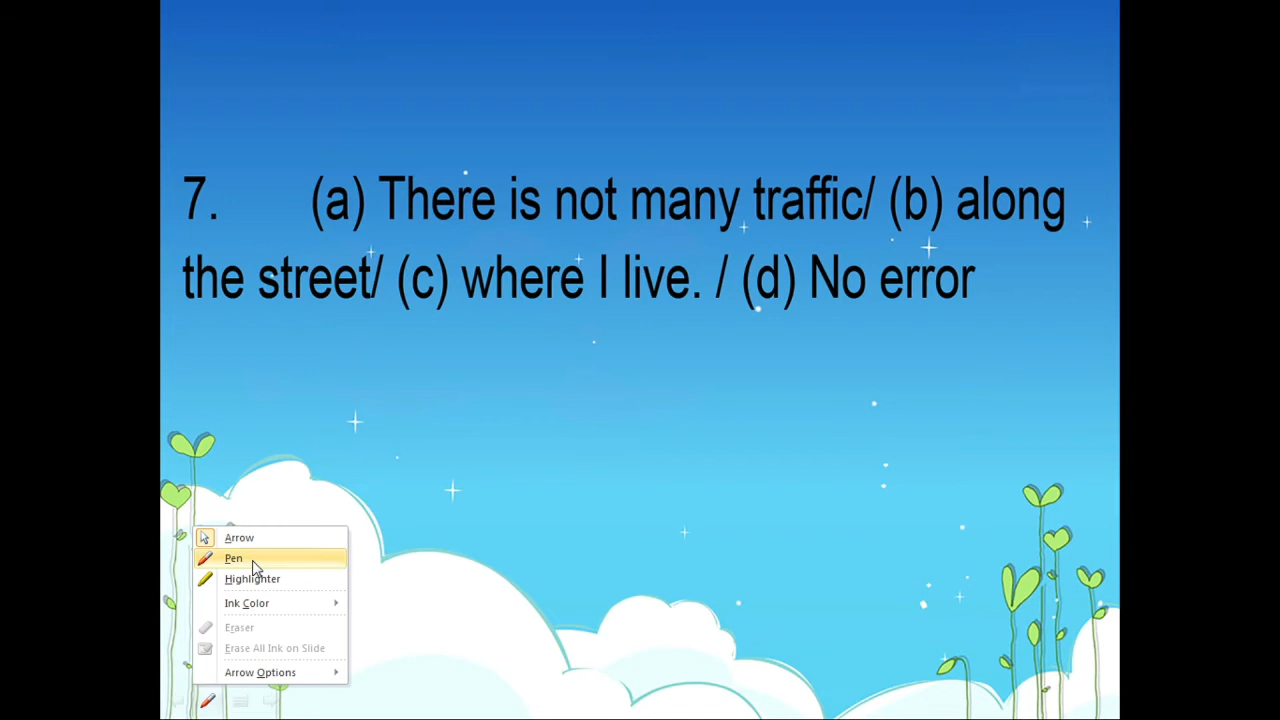 7. (a) There is not many traffic/ (b) along
the street/ (c) where I live. / (d) No error
Arrow
Pen
Highlighter
Ink Color
Eraser
Erase All Ink on Slide
Arrow Options